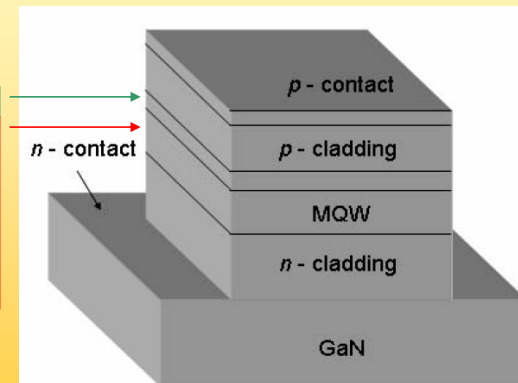 p - contact
n - contact
p - cladding
MQW
n - cladding
GaN